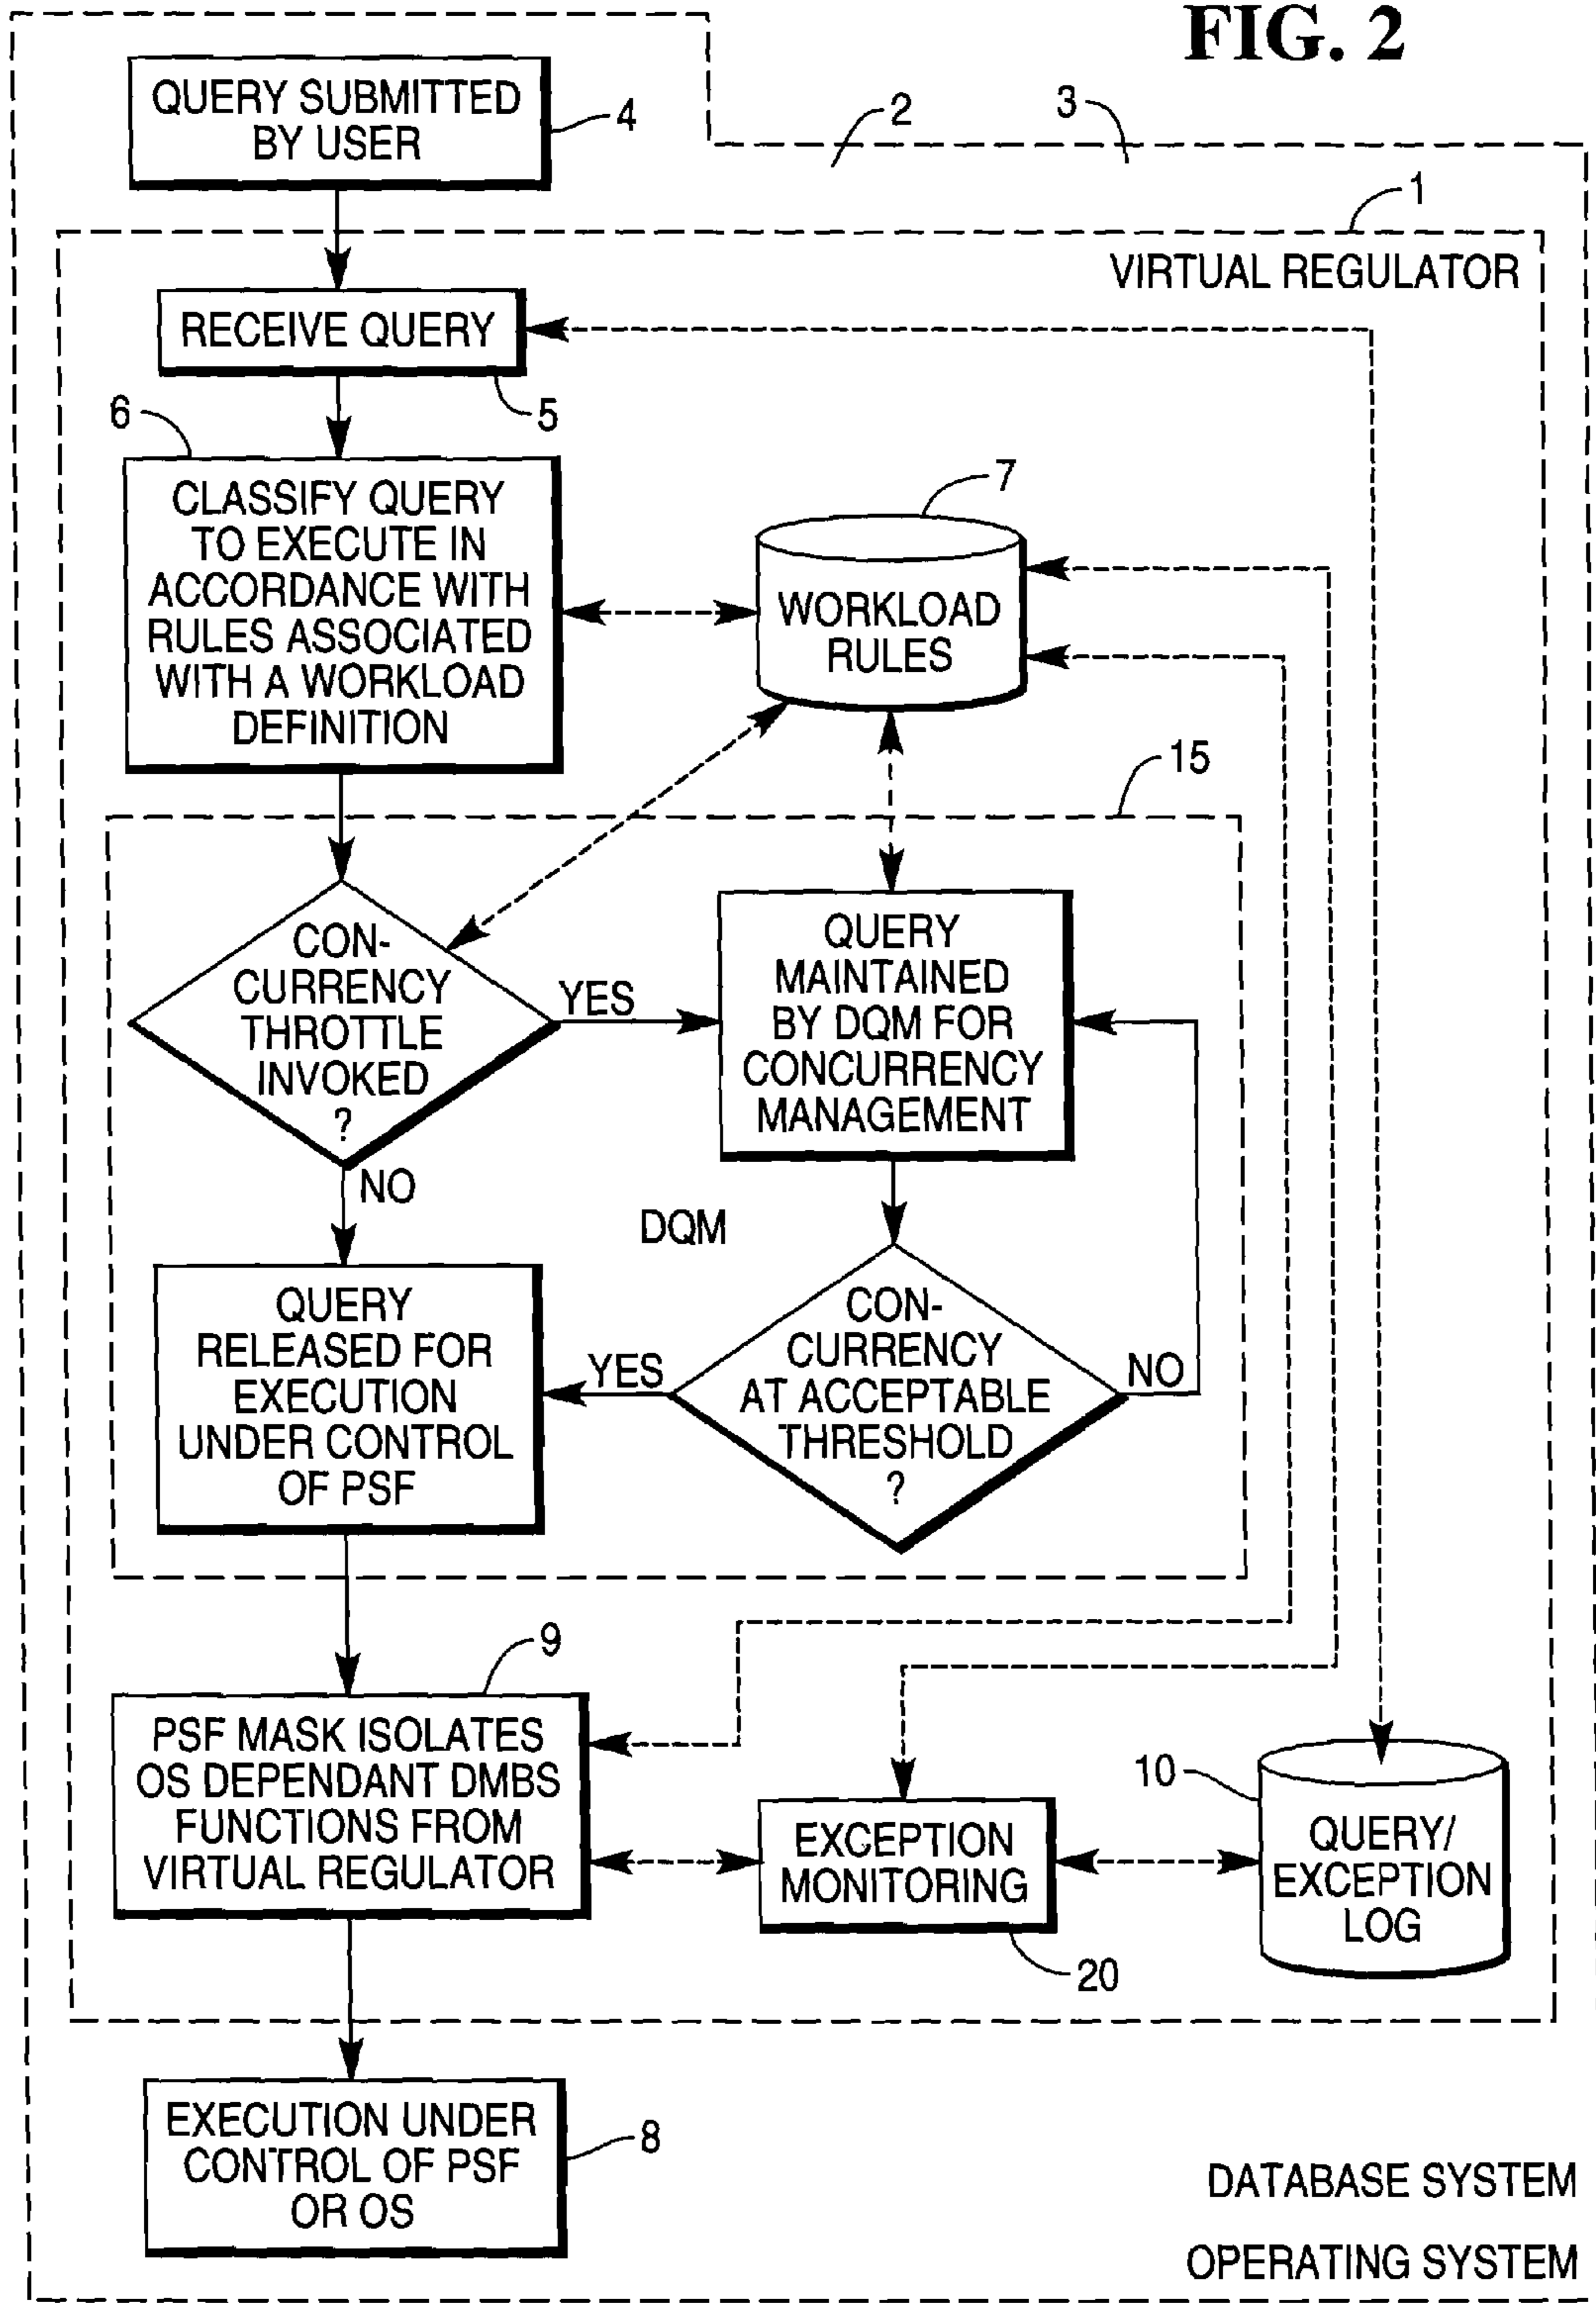 FIG. 2
QUERY SUBMITTED
BY USER
4
2
3
1
VIRTUAL REGULATOR
RECEIVE QUERY
5
6
CLASSIFY QUERY
TO EXECUTE IN
ACCORDANCE WITH
RULES ASSOCIATED
WITH A WORKLOAD
DEFINITION
7
WORKLOAD
RULES
15
CON-
CURRENCY
THROTTLE
INVOKED
?
YES
NO
QUERY
MAINTAINED
BY DQM FOR
CONCURRENCY
MANAGEMENT
DQM
QUERY
RELEASED FOR
EXECUTION
UNDER CONTROL
OF PSF
YES
CON-
CURRENCY
AT ACCEPTABLE
THRESHOLD
?
NO
9
PSF MASK ISOLATES
OS DEPENDANT DMBS
FUNCTIONS FROM
VIRTUAL REGULATOR
EXCEPTION
MONITORING
20
10
QUERY/
EXCEPTION
LOG
EXECUTION UNDER
CONTROL OF PSF
OR OS
8
DATABASE SYSTEM
OPERATING SYSTEM